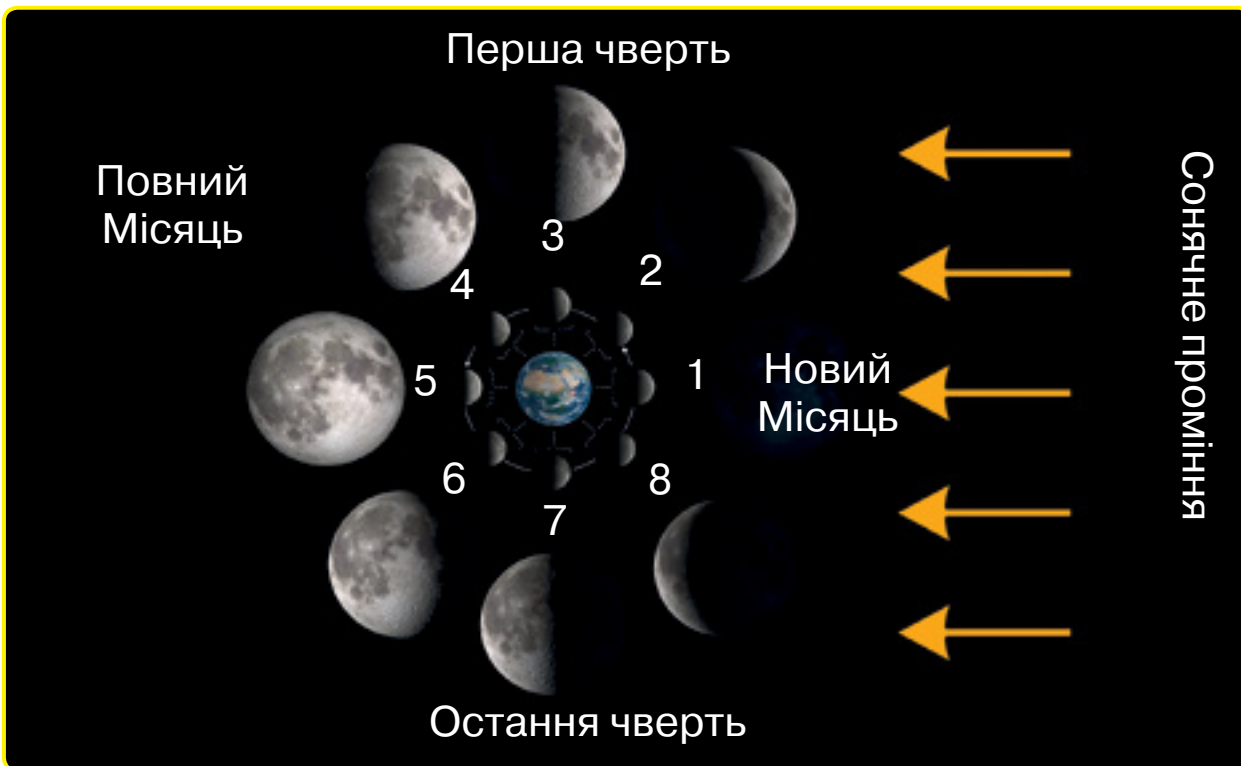 Перша чверть
Повний
Місяць
3
2
4
5
1
Новий
Місяць
6
8
7
Остання чверть
Сонячне проміння